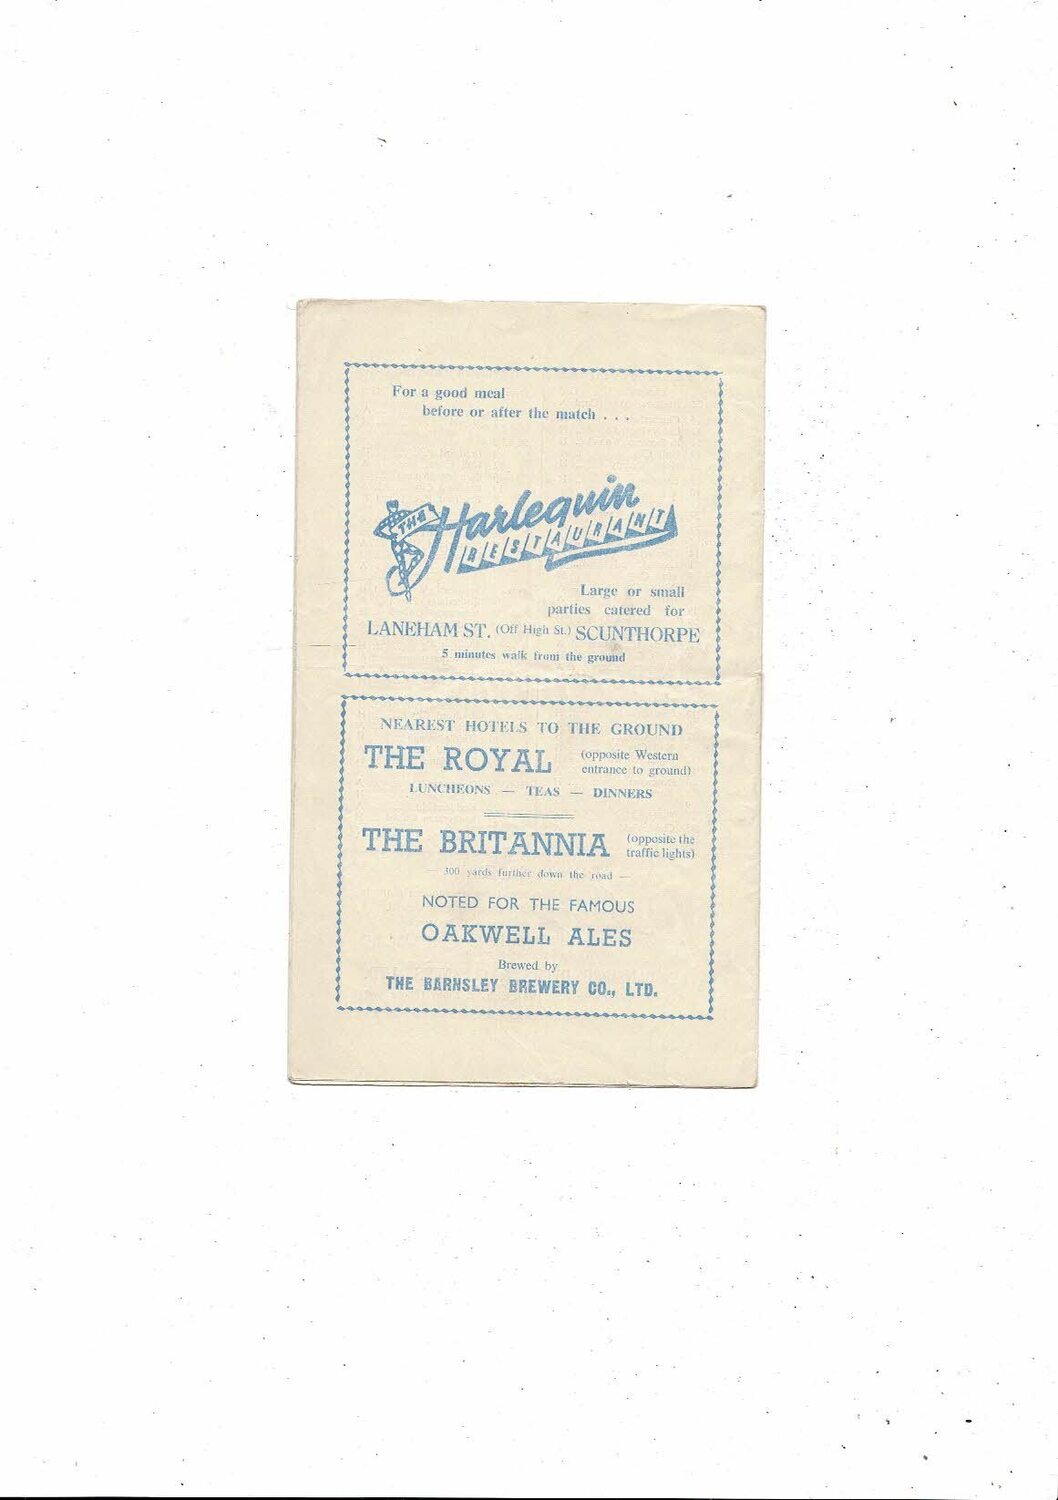 For a good meal
before or after the match . . .
THE
Harlequin
RESTAURANT
Large or small
parties catered for
LANEHAM ST. (Off High St.) SCUNTHORPE
5 minutes walk from the ground
NEAREST HOTELS TO THE GROUND
THE ROYAL (opposite Western
entrance to ground)
LUNCHEONS — TEAS — DINNERS
THE BRITANNIA (opposite the
traffic lights)
— 300 yards further down the road —
NOTED FOR THE FAMOUS
OAKWELL ALES
Brewed by
THE BARNSLEY BREWERY CO., LTD.